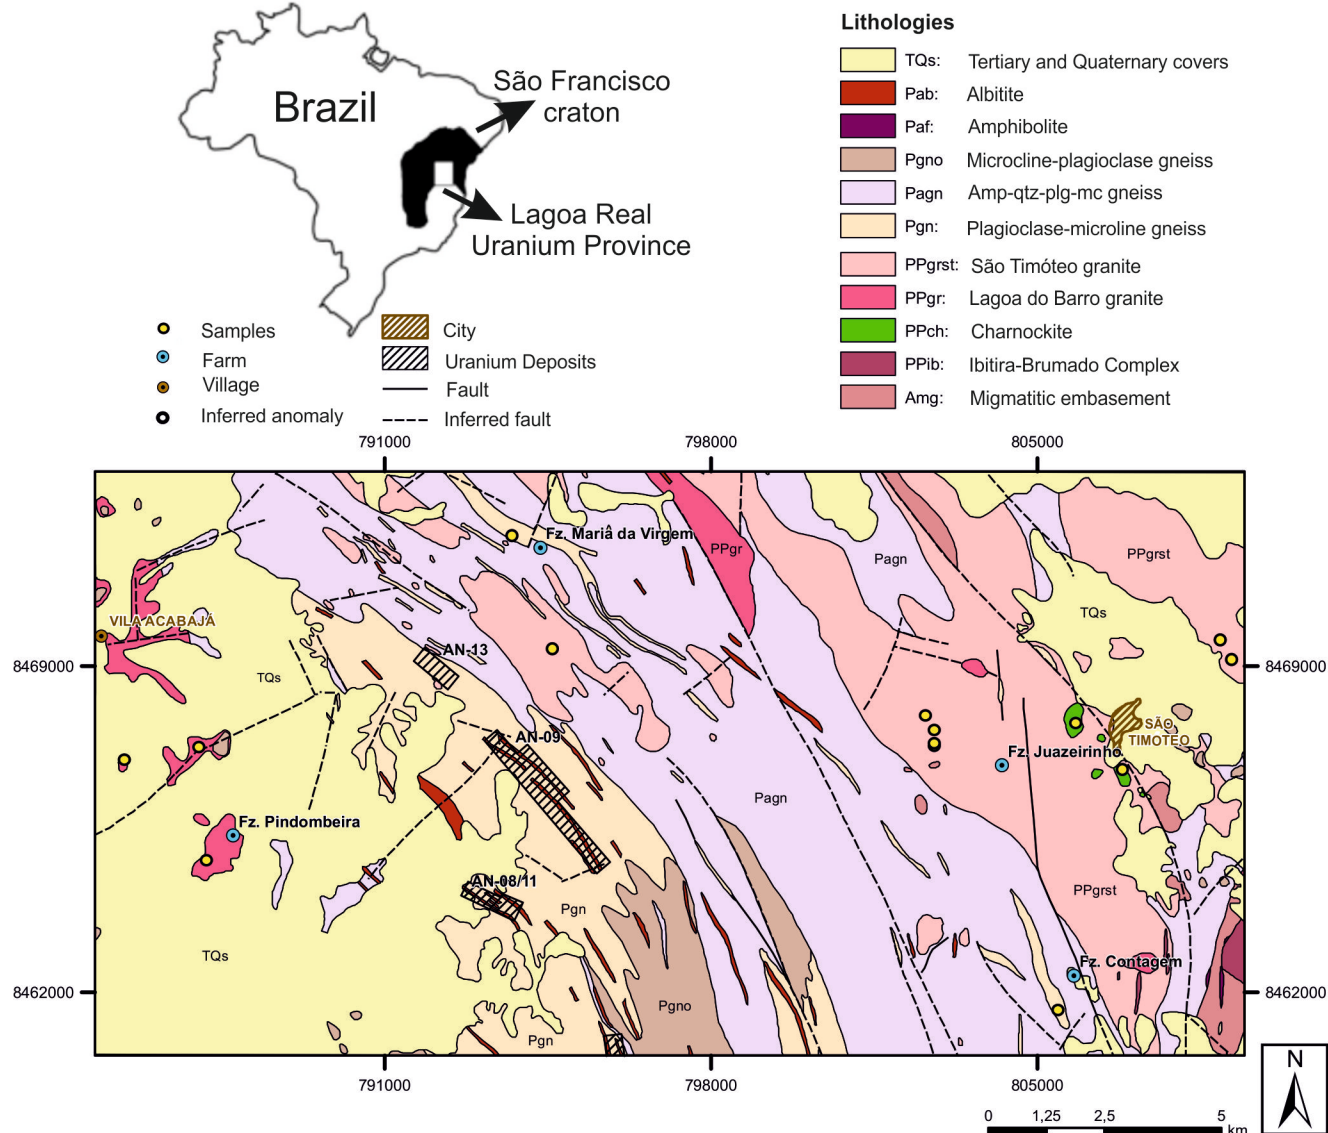 Brazil
São Francisco
craton
Lagoa Real
Uranium Province
Samples
Farm
Village
Inferred anomaly
City
Uranium Deposits
Fault
Inferred fault
Lithologies
TQs: Tertiary and Quaternary covers
Pab: Albitite
Paf: Amphibolite
Pgno Microcline-plagioclase gneiss
Pagn Amp-qtz-plg-mc gneiss
Pgn: Plagioclase-microline gneiss
PPgrst: São Timóteo granite
PPgr: Lagoa do Barro granite
PPch: Charnockite
PPib: Ibitira-Brumado Complex
Amg: Migmatitic embasement
791000 798000 805000
Fz. Mariâ da Virgem
PPgr
Pagn
PPgrst
TQs
VILA ACABAJÁ
8469000
AN-13
8469000
TQs
SÃO
TIMOTEO
AN-09
Fz. Juazeirinho
Pagn
Fz. Pindombeira
AN-08/11
PPgrst
Pgn
TQs
Fz. Contagem
8462000
Pgno
8462000
Pgn
791000 798000 805000
N
0 1,25 2,5 5
km